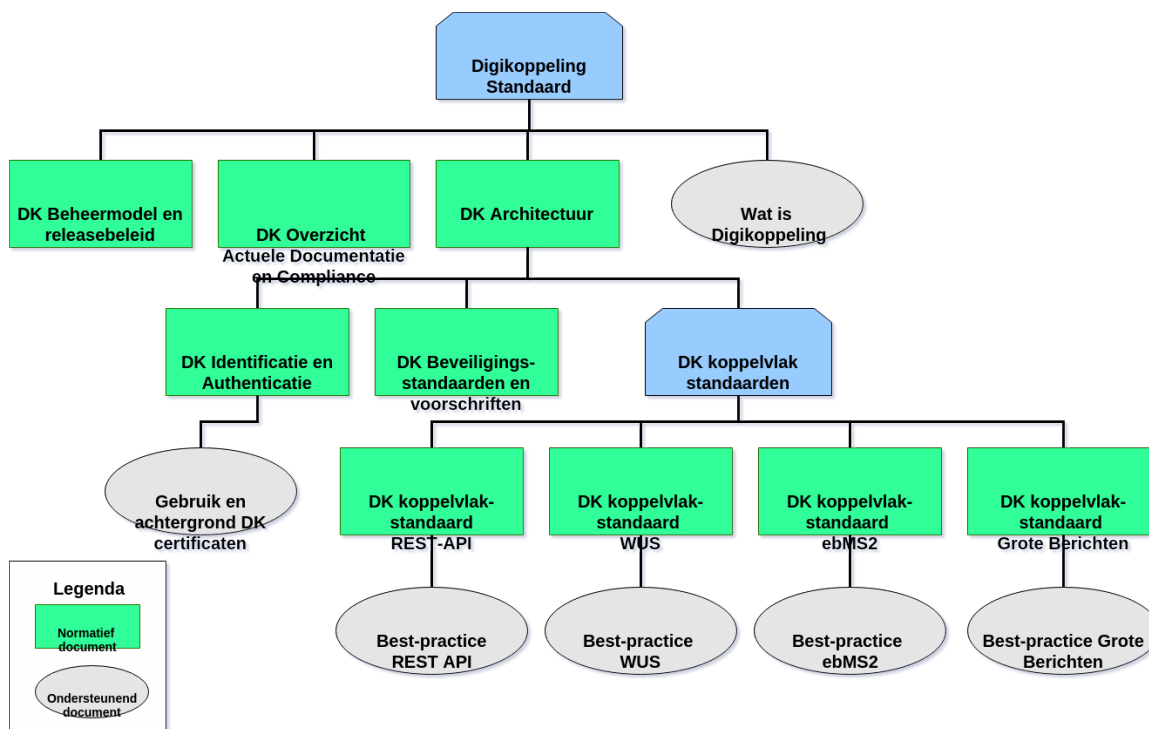 Digikoppeling
Standaard
DK Beheermodel en
releasebeleid
DK Overzicht
Actuele Documentatie
en Compliance
DK Architectuur
Wat is
Digikoppeling
DK Identificatie en
Authenticatie
DK Beveiligings-
standaarden en
voorschriften
DK koppelvlak
standaarden
Gebruik en
achtergrond DK
certificaten
DK koppelvlak-
standaard
REST-API
DK koppelvlak-
standaard
WUS
DK koppelvlak-
standaard
ebMS2
DK koppelvlak-
standaard
Grote Berichten
Best-practice
REST API
Best-practice
WUS
Best-practice
ebMS2
Best-practice Grote
Berichten
Legenda
Normatief
document
Ondersteunend
document